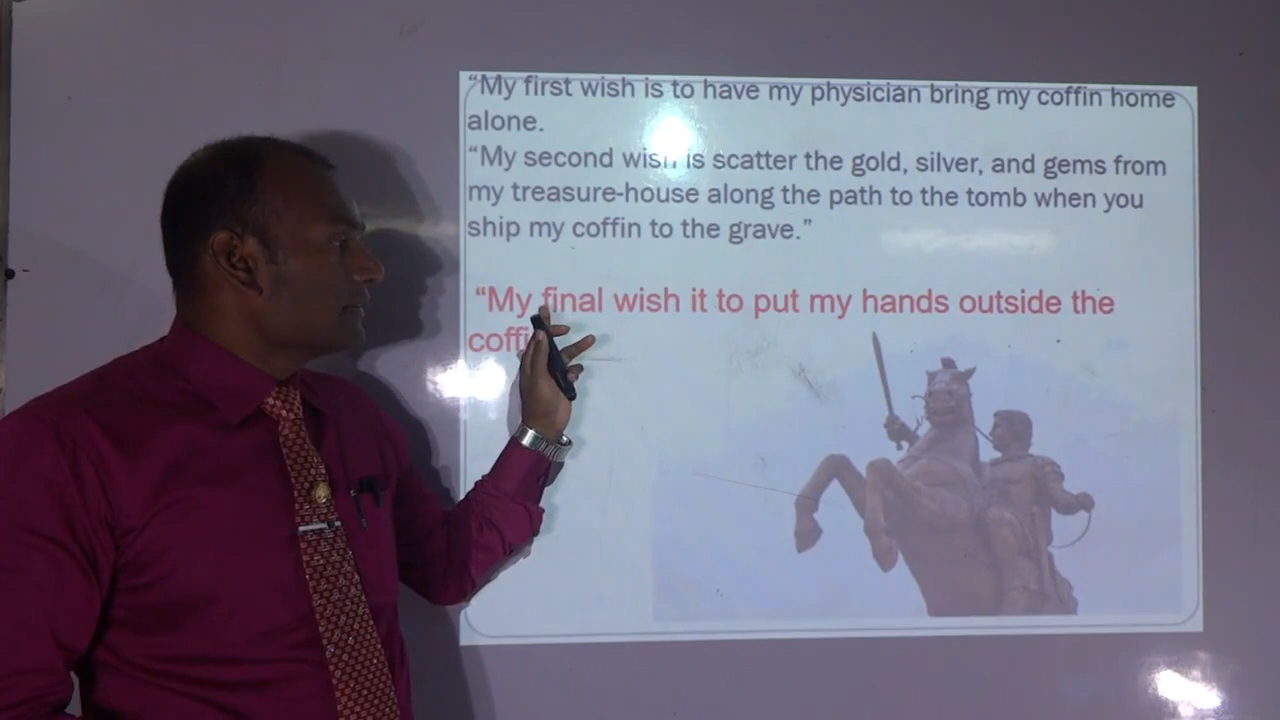 “My first wish is to have my physician bring my coffin home
alone.
“My second wish is scatter the gold, silver, and gems from
my treasure-house along the path to the tomb when you
ship my coffin to the grave.”
“My final wish it to put my hands outside the